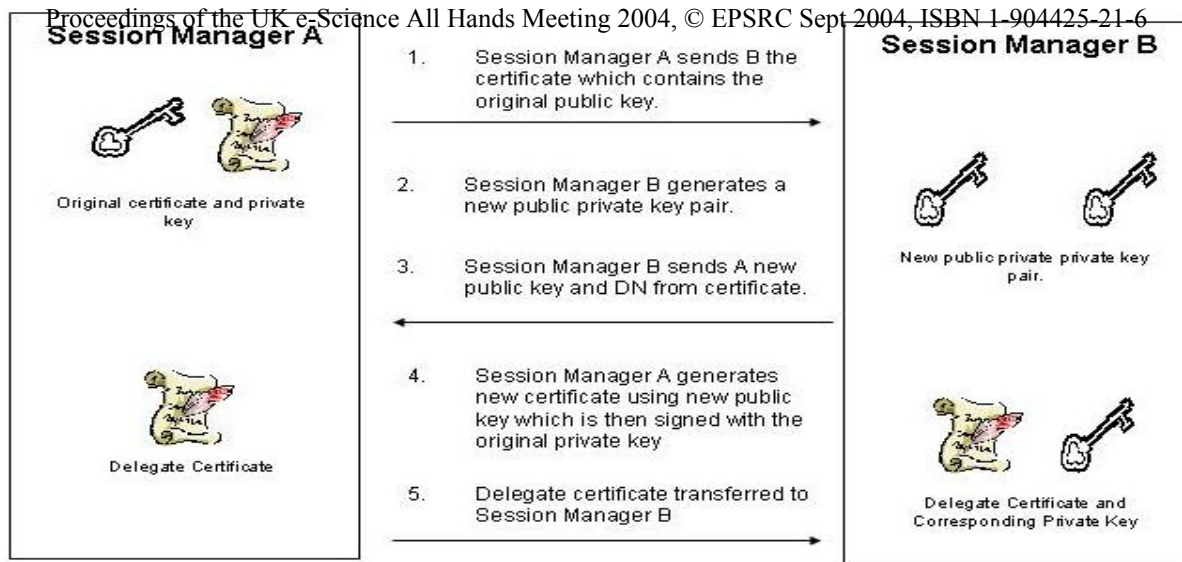 Proceedings of the UK e-Science All Hands Meeting 2004, © EPSRC Sept 2004, ISBN 1-904425-21-6
Session Manager A
Original certificate and private
key
Delegate Certificate
1. Session Manager A sends B the
certificate which contains the
original public key.
2. Session Manager B generates a
new public private key pair.
3. Session Manager B sends A new
public key and DN from certificate.
4. Session Manager A generates
new certificate using new public
key which is then signed with the
original private key
5. Delegate certificate transferred to
Session Manager B
Session Manager B
New public private private key
pair.
Delegate Certificate and
Corresponding Private Key